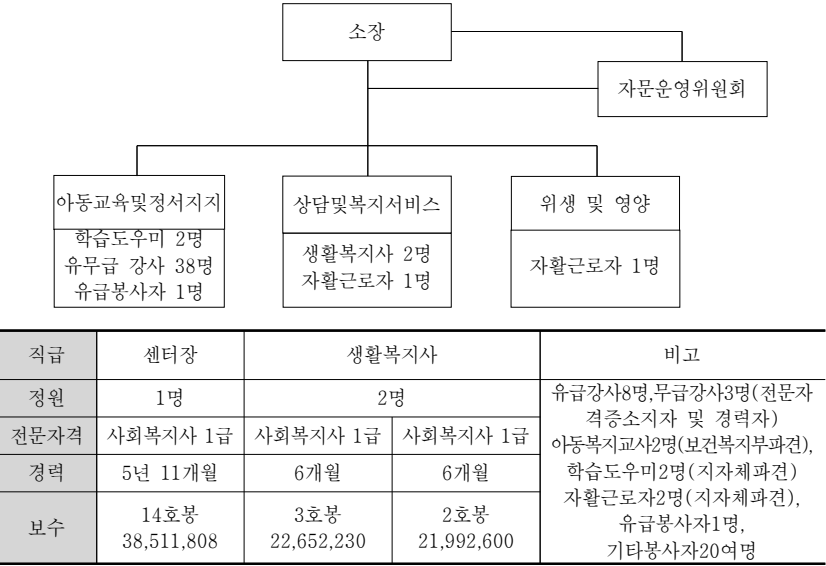 소장
자문운영위원회
아동교육및정서지지
학습도우미 2명
유무급 강사 38명
유급봉사자 1명
상담및복지서비스
생활복지사 2명
자활근로자 1명
위생 및 영양
자활근로자 1명
직급 센터장 생활복지사 비고
정원 1명 2명
전문자격 사회복지사 1급 사회복지사 1급 사회복지사 1급
경력 5년 11개월 6개월 6개월
보수 14호봉 3호봉 2호봉
38,511,808 22,652,230 21,992,600
유급강사8명,무급강사3명(전문자
격증소지자 및 경력자)
아동복지교사2명(보건복지부파견),
학습도우미2명(지자체파견)
자활근로자2명(지자체파견),
유급봉사자1명,
기타봉사자20여명